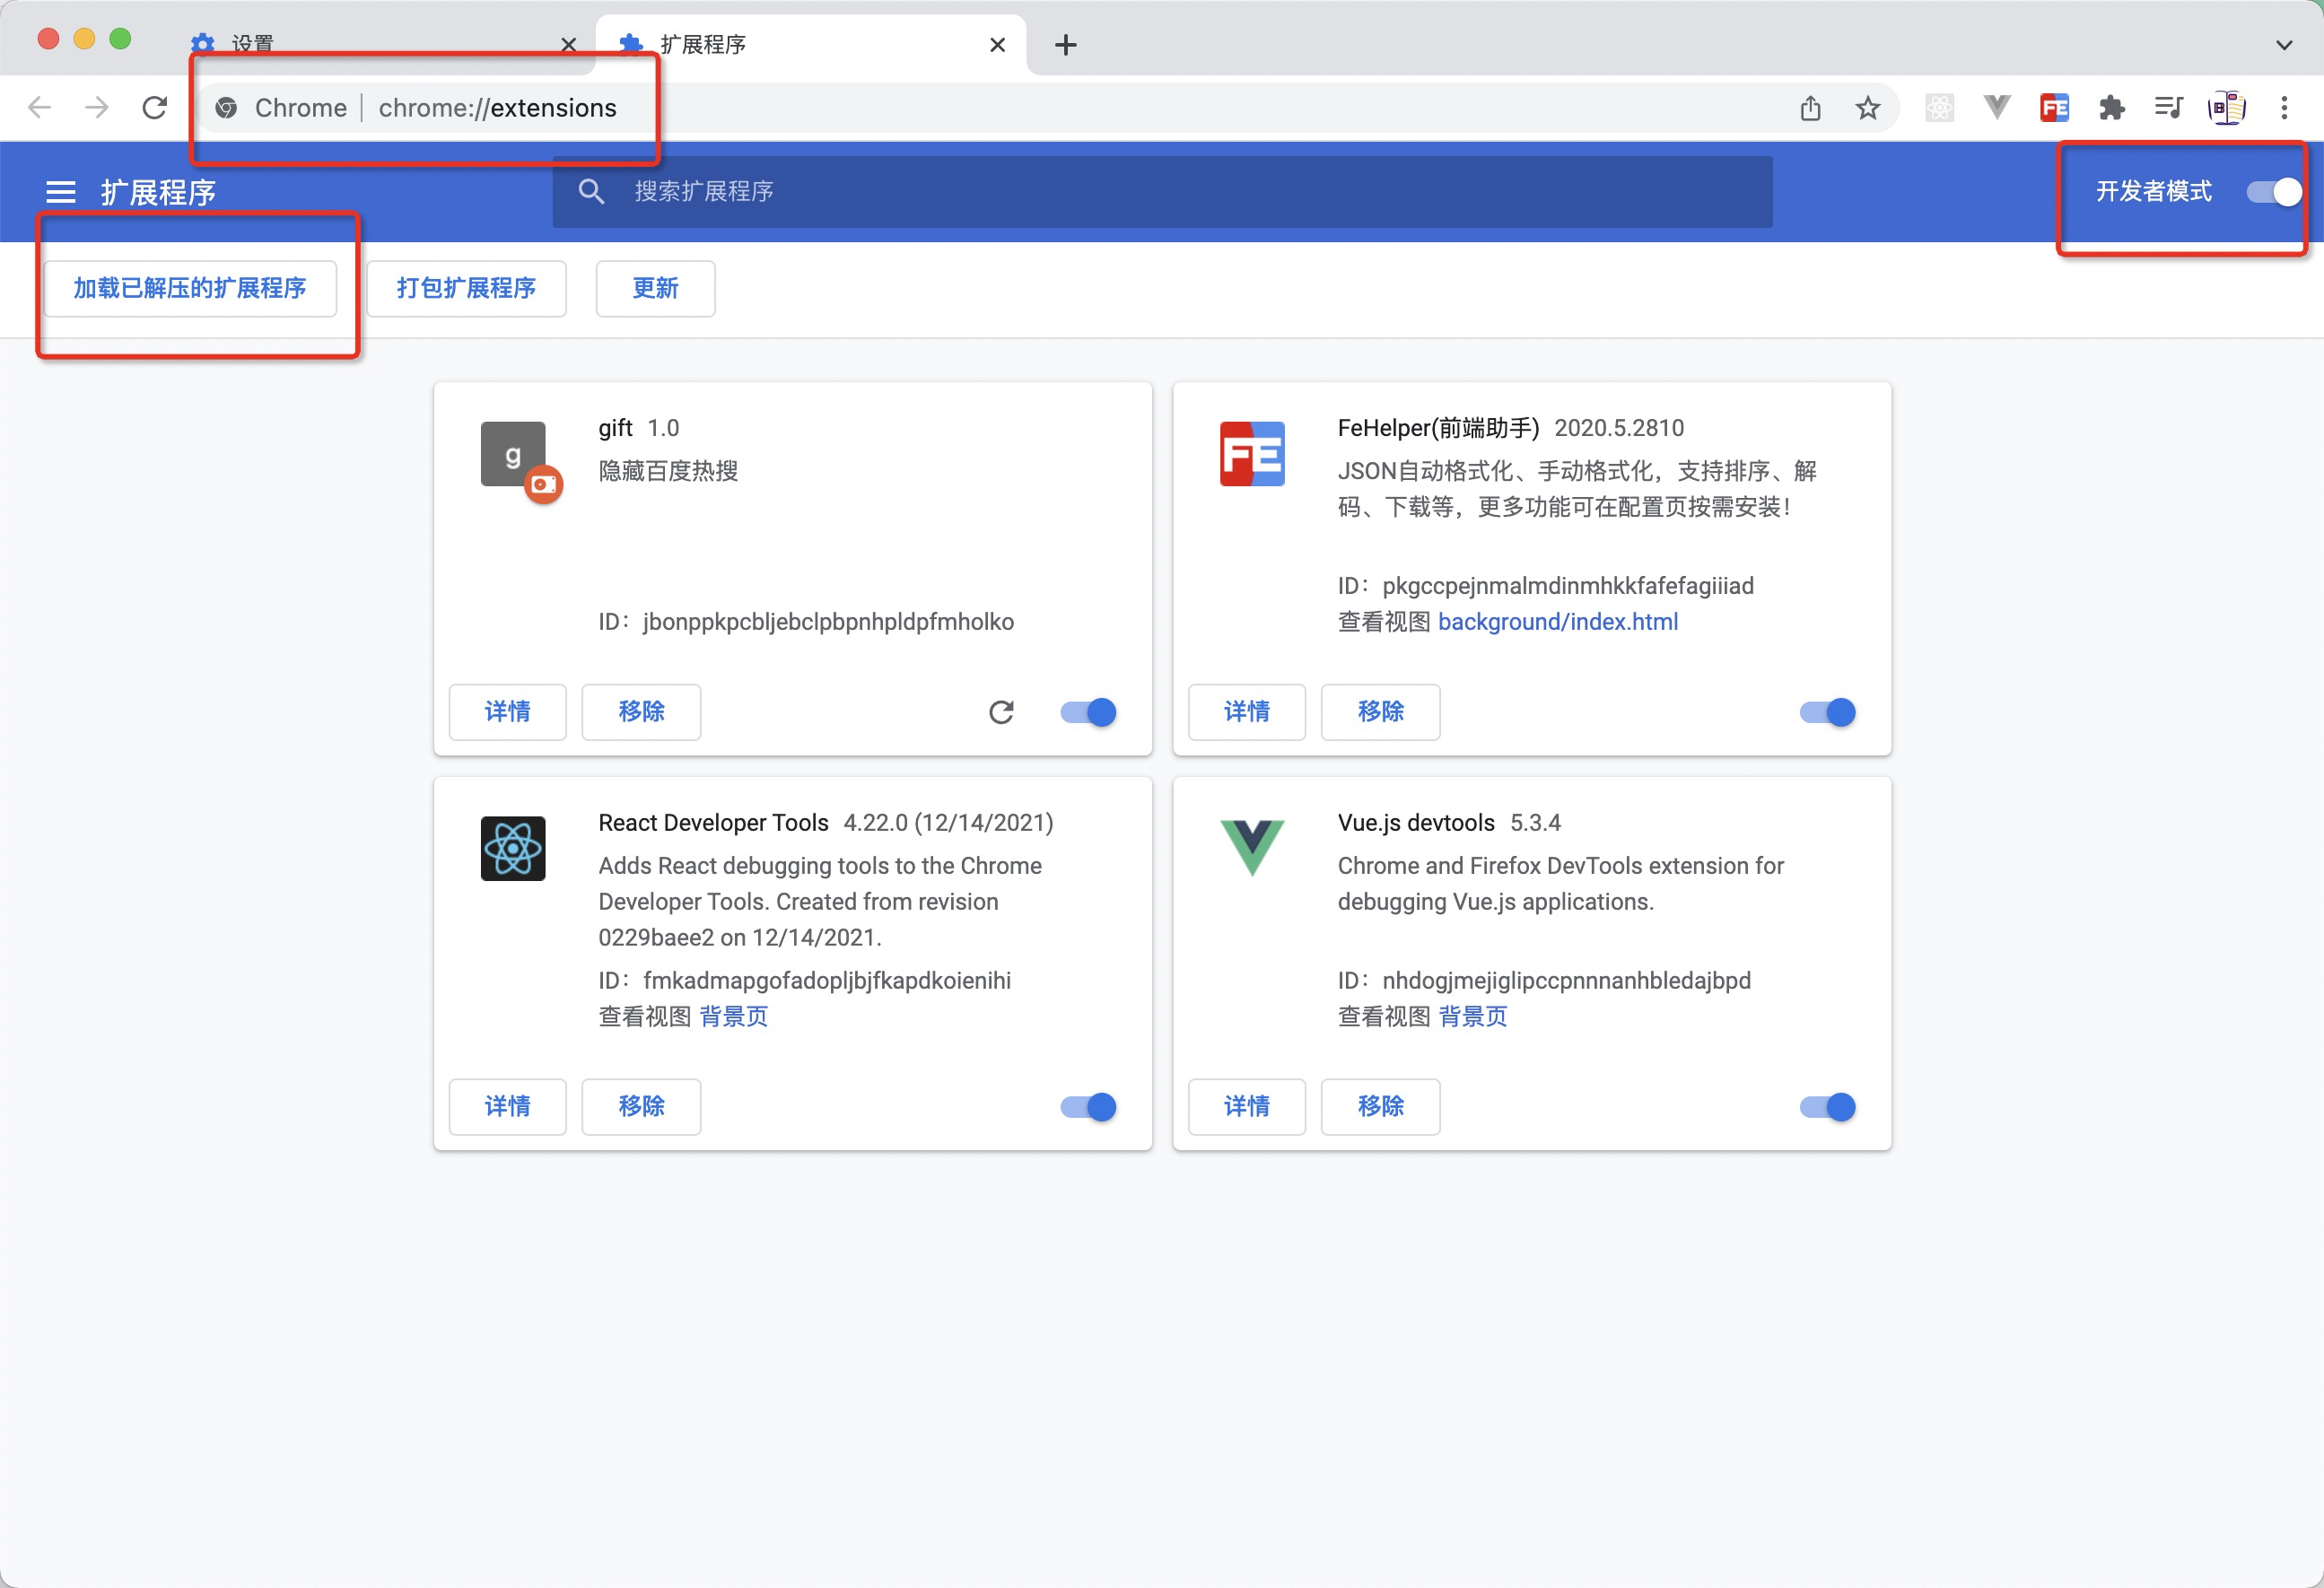 设置
扩展程序
Chrome
chrome://extensions
FE
B
扩展程序
搜索扩展程序
开发者模式
加载已解压的扩展程序
打包扩展程序
更新
g
gift 1.0
隐藏百度热搜
ID：jbonppkpcbljebclpbpnhpldpfmholko
详情
移除
FE
FeHelper(前端助手) 2020.5.2810
JSON自动格式化、手动格式化，支持排序、解
码、下载等，更多功能可在配置页按需安装！
ID：pkgccpejnmalmdinmhkkfafefagiiiad
查看视图 background/index.html
详情
移除
React Developer Tools 4.22.0 (12/14/2021)
Adds React debugging tools to the Chrome
Developer Tools. Created from revision
0229baee2 on 12/14/2021.
ID：fmkadmapgofadopljbjfkapdkoienihi
查看视图 背景页
详情
移除
Vue.js devtools 5.3.4
Chrome and Firefox DevTools extension for
debugging Vue.js applications.
ID：nhdogjmejiglipccpnnnanhbledajbpd
查看视图 背景页
详情
移除